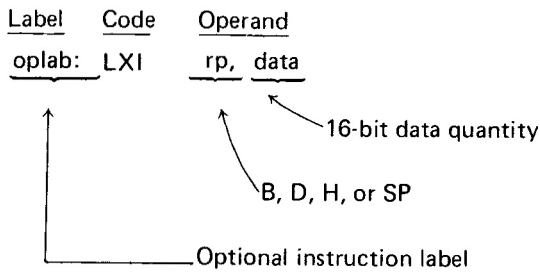 Label Code Operand
oplab: LXI rp, data
16-bit data quantity
B, D, H, or SP
Optional instruction label